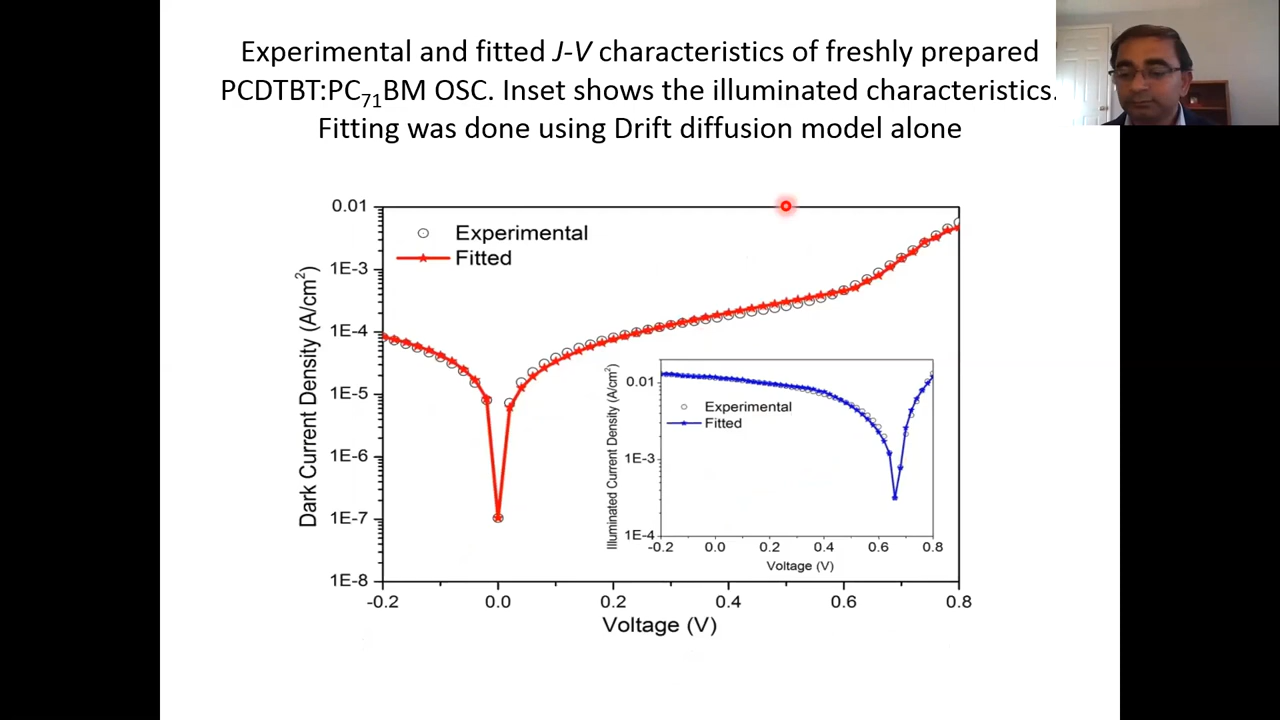 Experimental and fitted J-V characteristics of freshly prepared
PCDTBT:PC71BM OSC. Inset shows the illuminated characteristics.
Fitting was done using Drift diffusion model alone
0.01
1E-3
1E-4
1E-5
1E-6
1E-7
1E-8
Dark Current Density (A/cm2)
Experimental
Fitted
-0.2
0.0
0.2
0.4
0.6
0.8
Voltage (V)
0.01
1E-3
1E-4
Illuminated Current Density (A/cm2)
Experimental
Fitted
-0.2
0.0
0.2
0.4
0.6
0.8
Voltage (V)